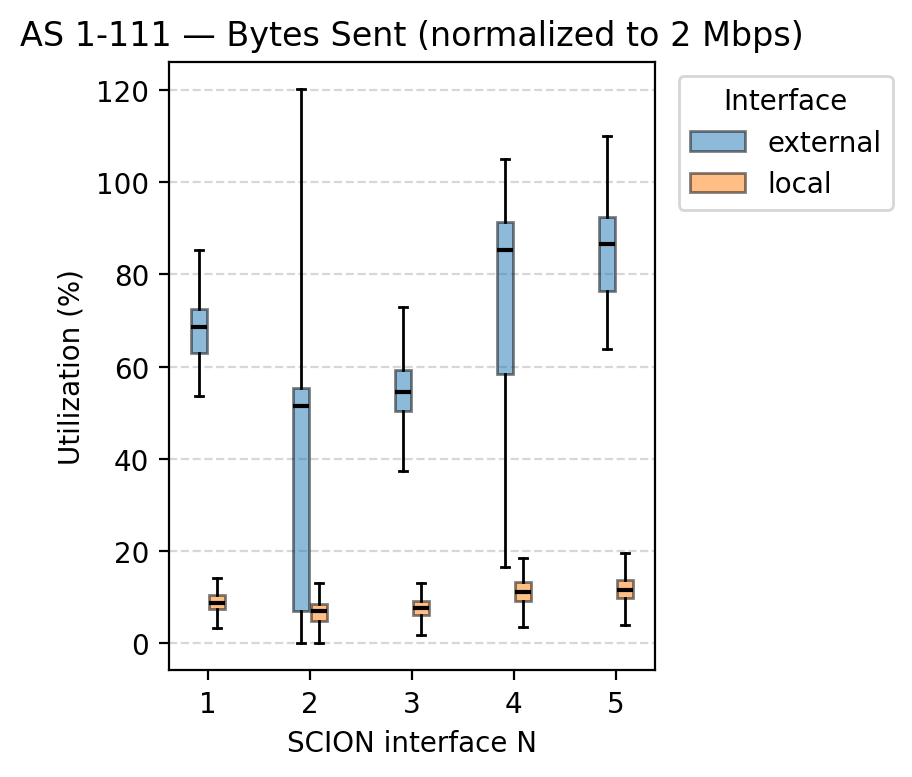 AS 1-111 — Bytes Sent (normalized to 2 Mbps)
Interface
external
local
Utilization (%)
120
100
80
60
40
20
0
1 2 3 4 5
SCION interface N